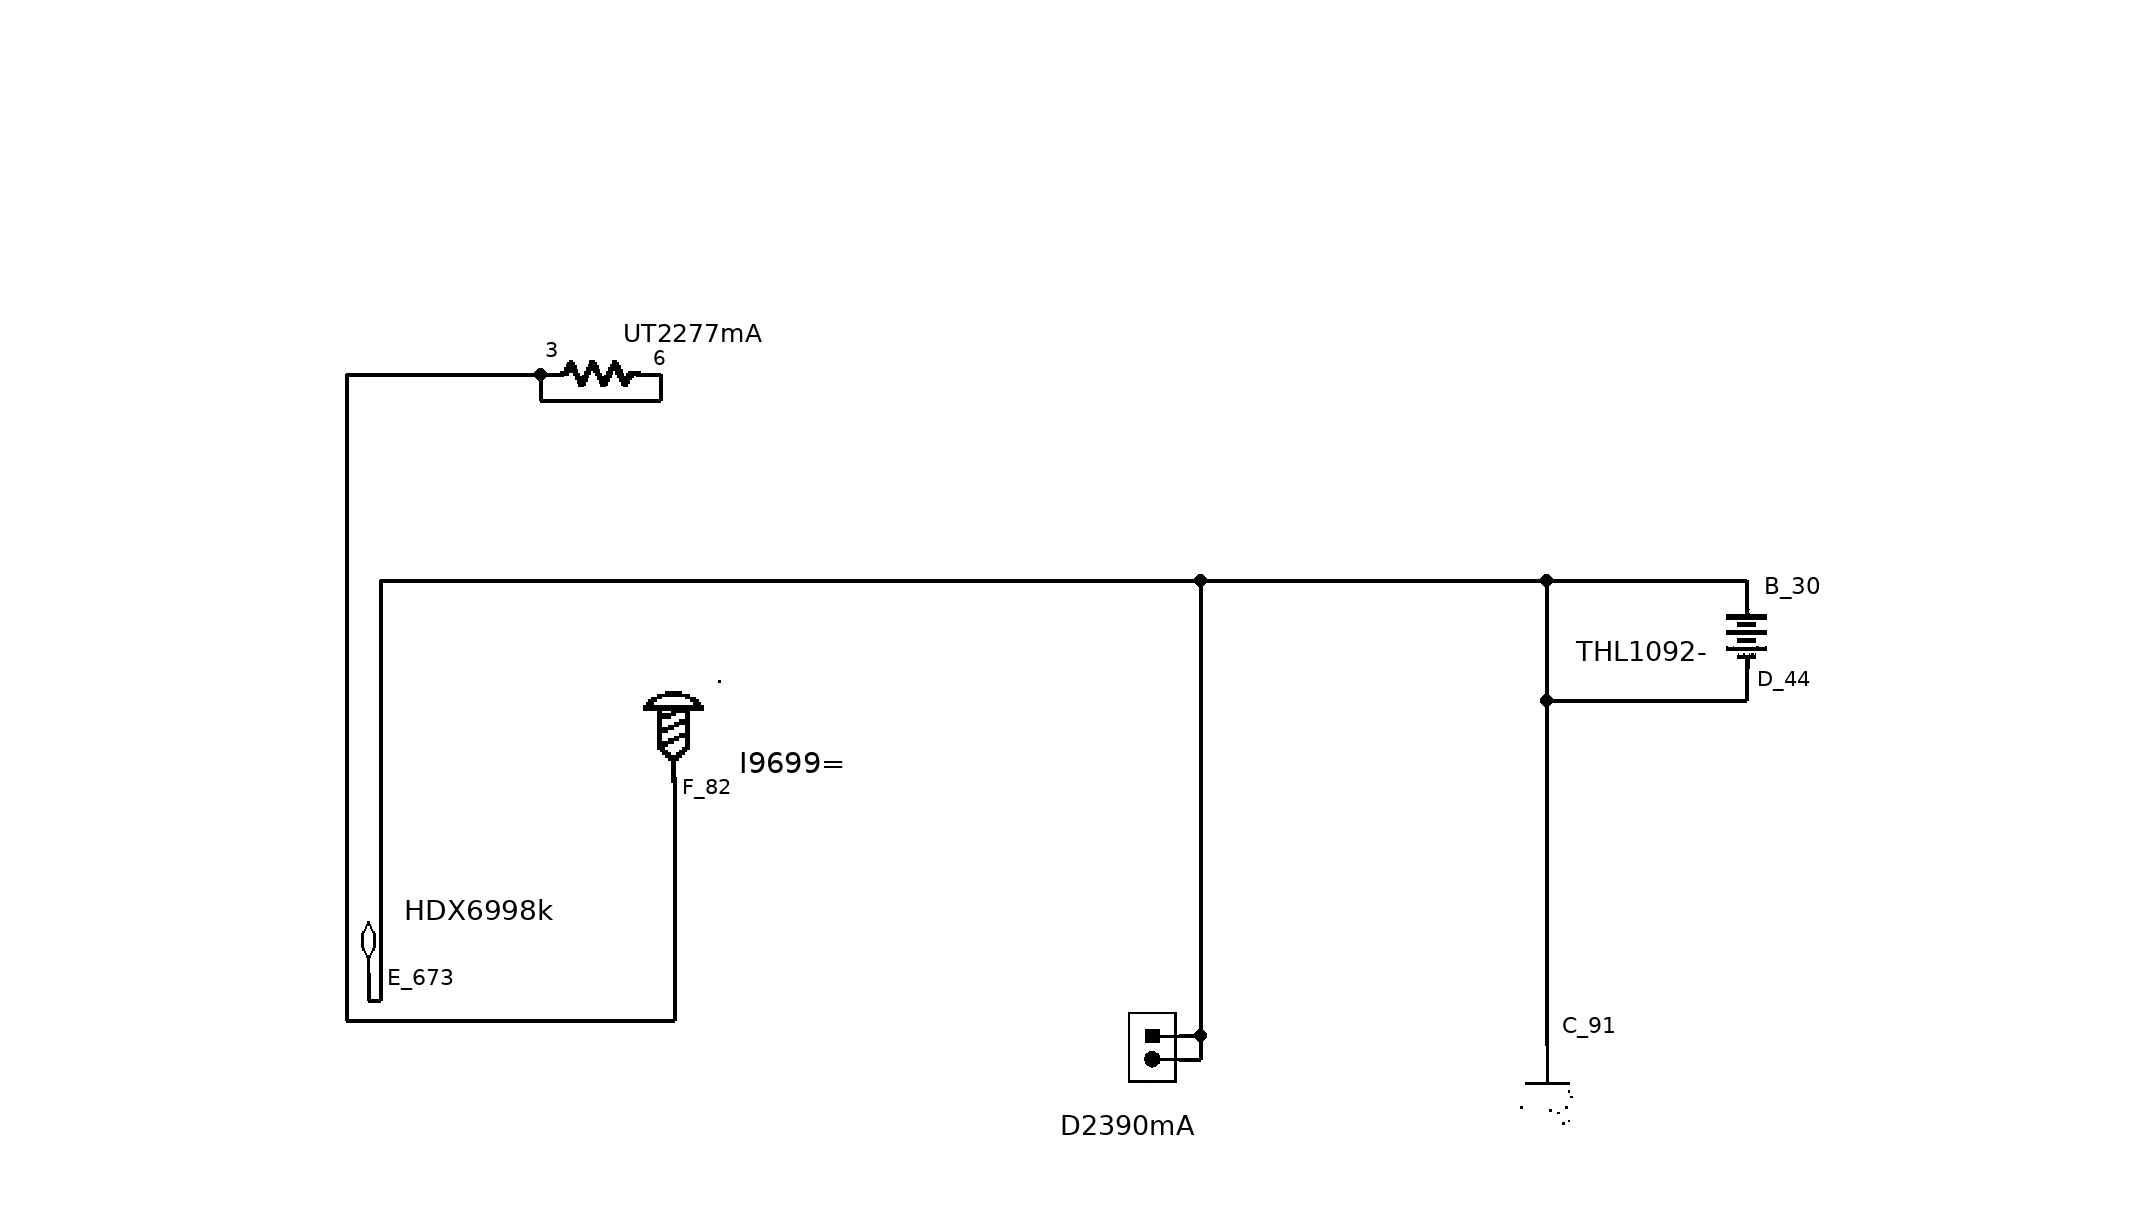 UT2277mA
3
6
B_30
THL1092-
D_44
I9699=
F_82
HDX6998k
E_673
C_91
D2390mA